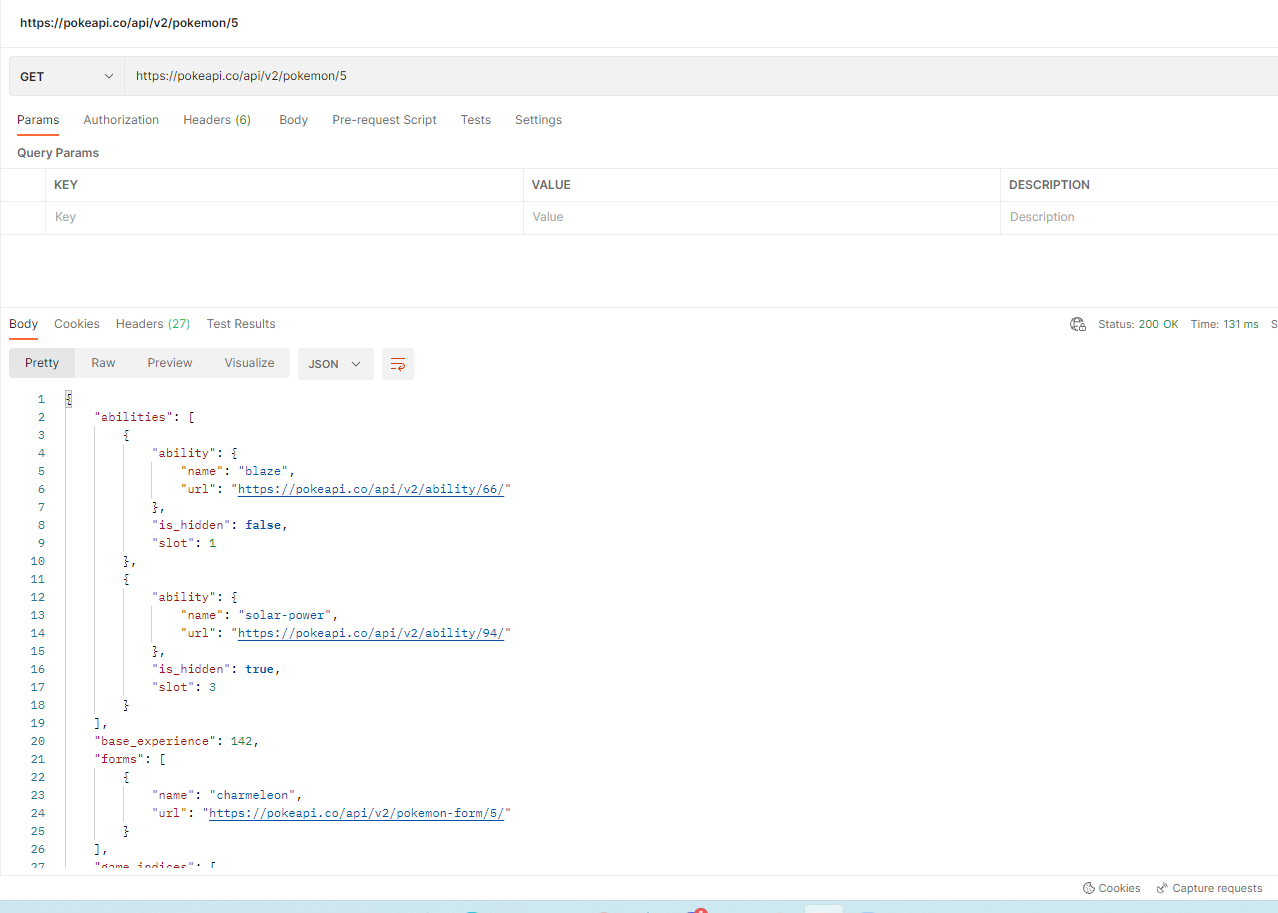 https://pokeapi.co/api/v2/pokemon/5
GET https://pokeapi.co/api/v2/pokemon/5
Params Authorization Headers (6) Body Pre-request Script Tests Settings
Query Params
KEY VALUE DESCRIPTION
Key Value Description
Body Cookies Headers (27) Test Results Status: 200 OK Time: 131 ms S
Pretty Raw Preview Visualize JSON
1 {
2 "abilities": [
3 {
4 "ability": {
5 "name": "blaze",
6 "url": "https://pokeapi.co/api/v2/ability/66/"
7 },
8 "is_hidden": false,
9 "slot": 1
10 },
11 {
12 "ability": {
13 "name": "solar-power",
14 "url": "https://pokeapi.co/api/v2/ability/94/"
15 },
16 "is_hidden": true,
17 "slot": 3
18 }
19 ],
20 "base_experience": 142,
21 "forms": [
22 {
23 "name": "charmeleon",
24 "url": "https://pokeapi.co/api/v2/pokemon-form/5/"
25 }
26 ],
27 "game_indices": [
Cookies Capture requests